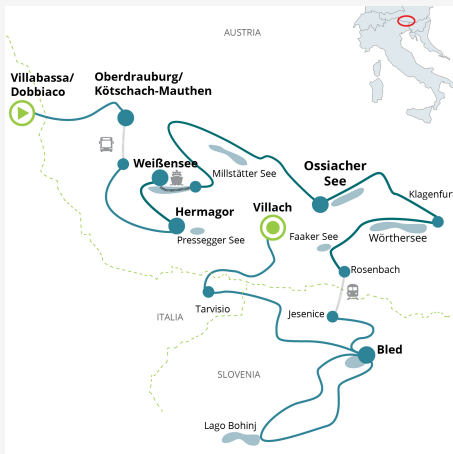 AUSTRIA
Villabassa/
Dobbiaco
Oberdrauburg/
Kötschach-Mauthen
Weißensee
Millstätter See
Ossiacher
See
Klagenfur
Hermagor
Villach
Pressegger See
Faaker See
Wörthersee
Rosenbach
Tarvisio
ITALIA
Jesenice
Bled
SLOVENIA
Lago Bohinj